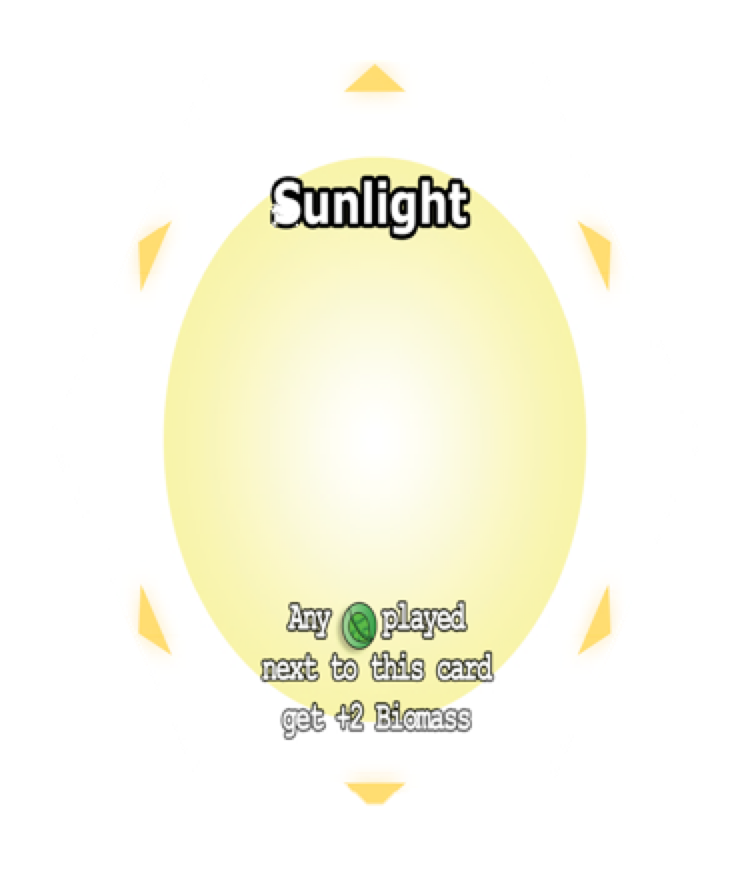 Sunlight
Any played
next to this card
get +2 Biomass